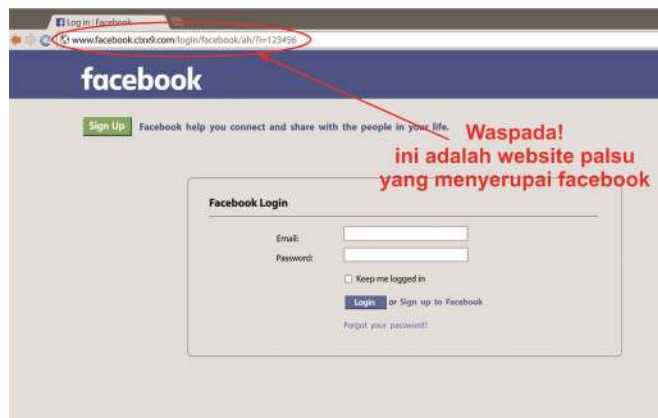 Log in | Facebook
www.facebook.cixx9.com/login/facebook/ah/?i=123456
facebook
Sign Up Facebook help you connect and share with the people in your life.
Waspada!
ini adalah website palsu
yang menyerupai facebook
Facebook Login
Email:
Password:
Keep me logged in
Login or Sign up to Facebook
Forgot your password?